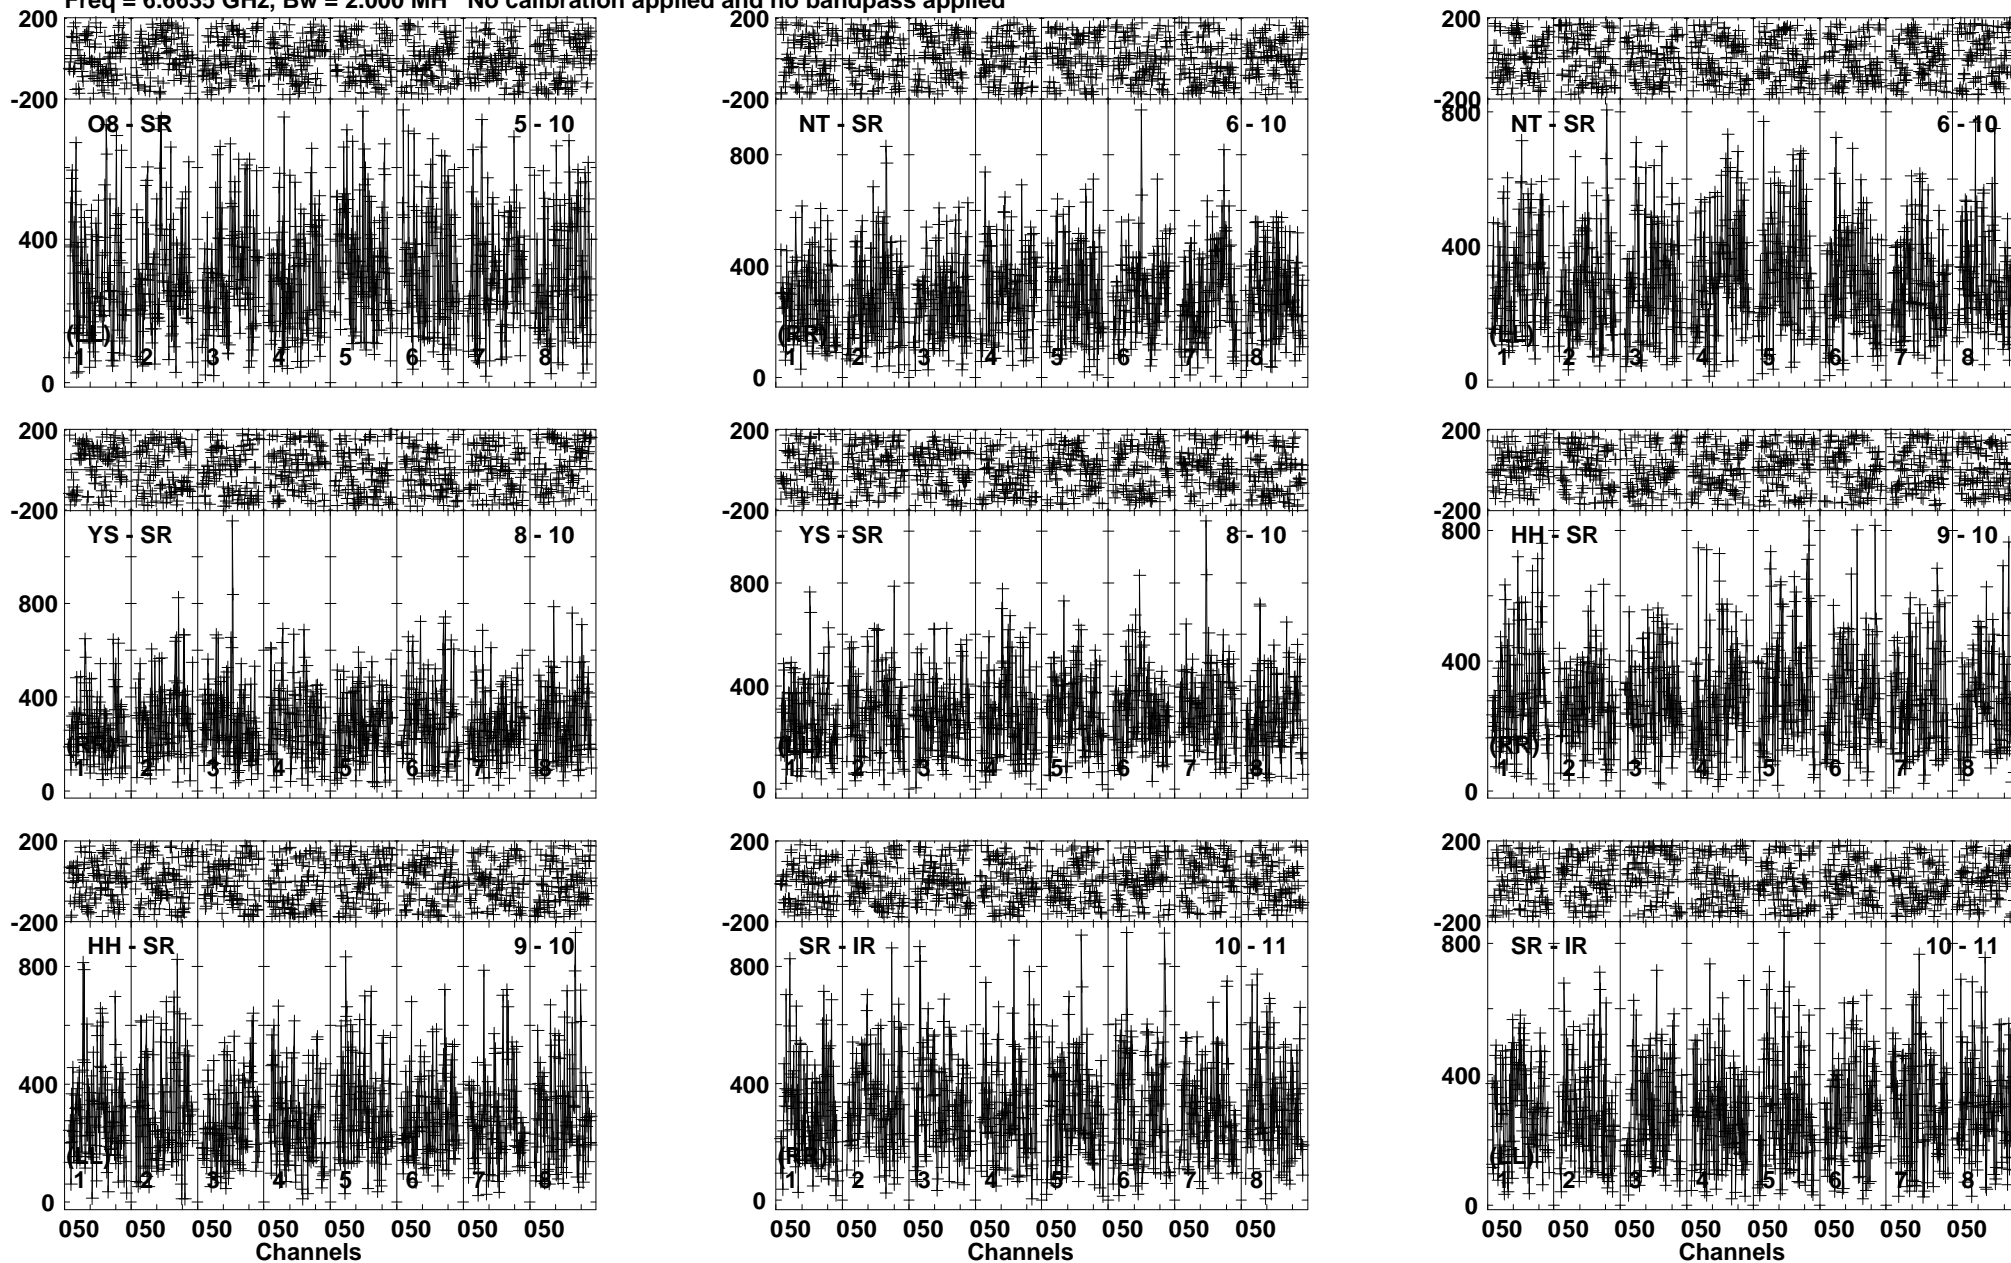 Freq = 6.6635 GHz, Bw = 2.000 MH No calibration applied and no bandpass applied
200 200 200
-200 -200 -200
O8 - SR 5 - 10 NT - SR 6 - 10 NT - SR 6 - 10
800 800
400 400 400
(LL) (RR) (LL)
1 2 3 4 5 6 7 8 1 2 3 4 5 6 7 8 1 2 3 4 5 6 7 8
0 0 0
200 200 200
-200 -200 -200
YS - SR 8 - 10 YS - SR 8 - 10 HH - SR 9 - 10
800 800 800
400 400 400
(RR) (LL) (RR)
1 2 3 4 5 6 7 8 1 2 3 4 5 6 7 8 1 2 3 4 5 6 7 8
0 0 0
200 200 200
-200 -200 -200
HH - SR 9 - 10 SR - IR 10 - 11 SR - IR 10 - 11
800 800 800
400 400 400
(LL) (RR) (LL)
1 2 3 4 5 6 7 8 1 2 3 4 5 6 7 8 1 2 3 4 5 6 7 8
0 0 0
050 050 050 050 050 050 050 050 050 050 050 050 050 050 050 050 050 050 050 050 050 050 050 050
Channels Channels Channels